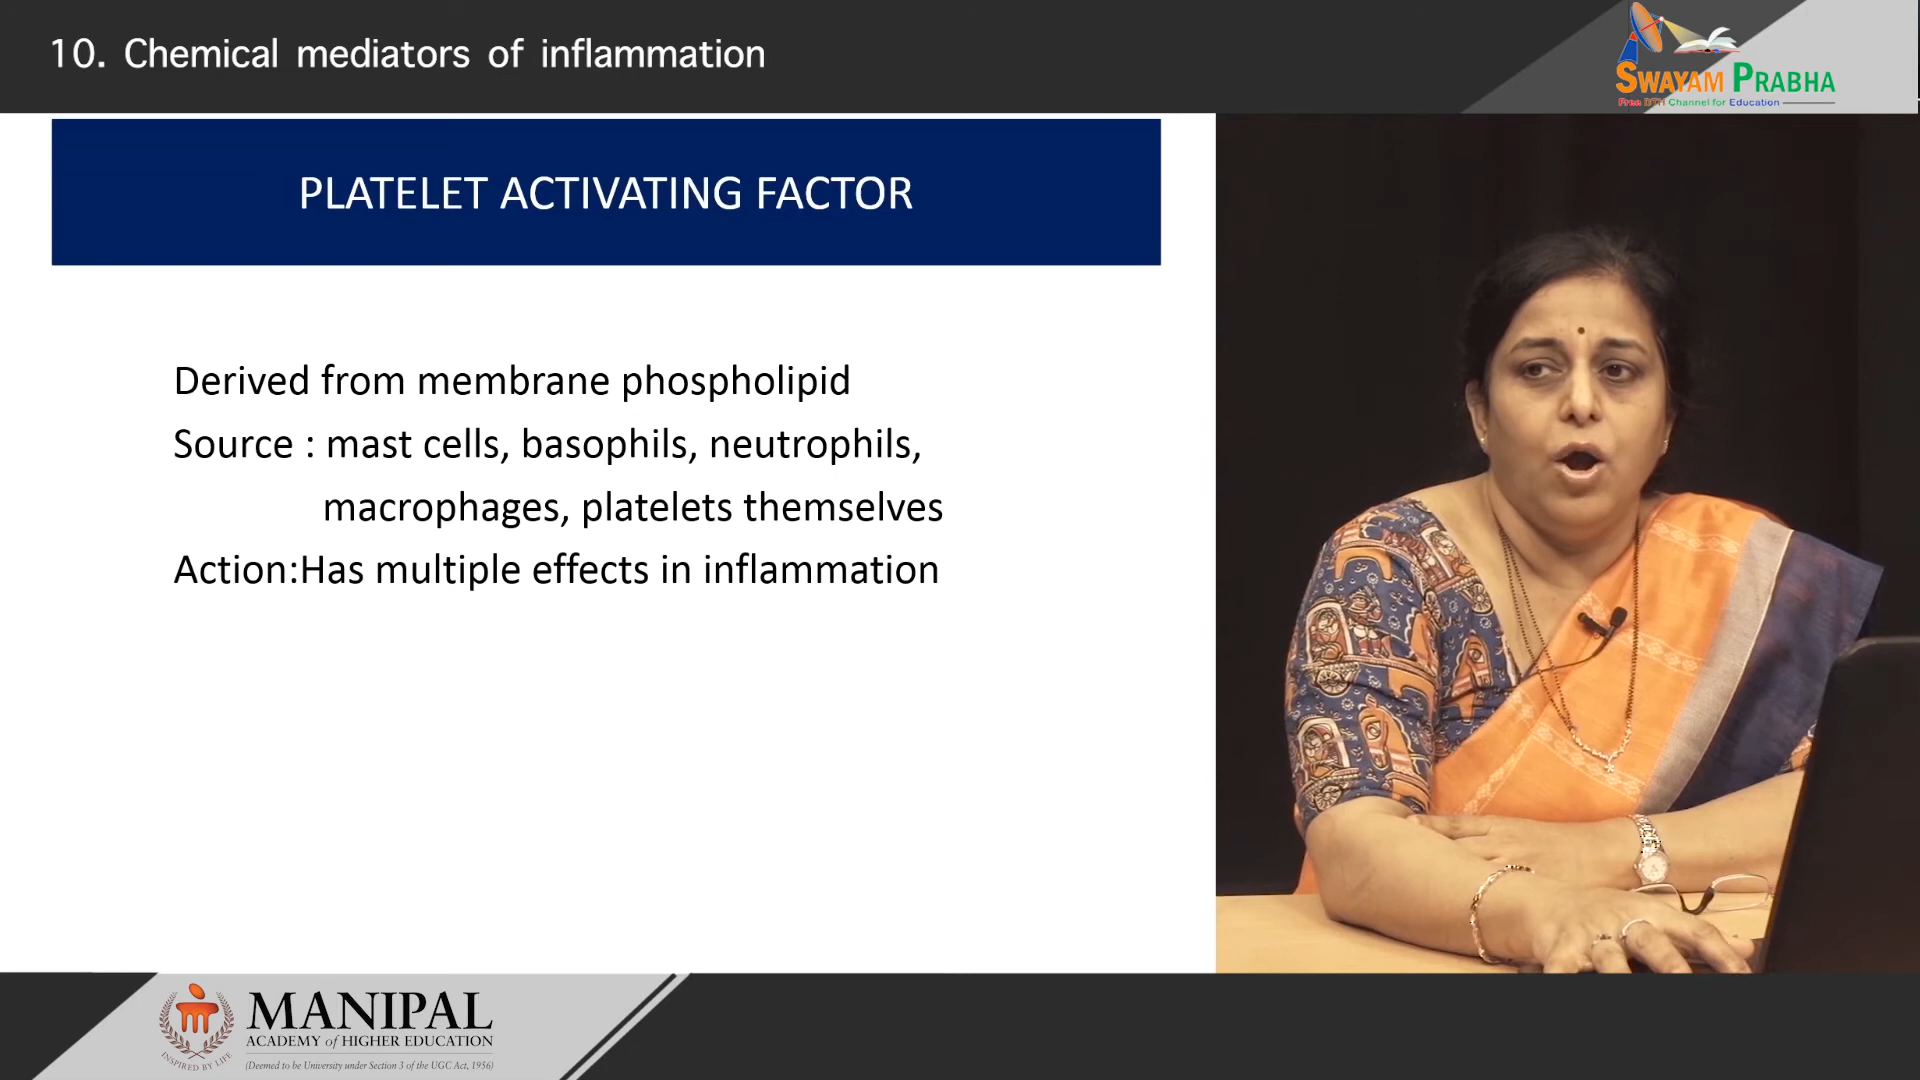 10. Chemical mediators of inflammation
SWAYAM PRABHA
Free DTH Channel for Education
PLATELET ACTIVATING FACTOR
Derived from membrane phospholipid
Source : mast cells, basophils, neutrophils,
macrophages, platelets themselves
Action:Has multiple effects in inflammation
MANIPAL
ACADEMY of HIGHER EDUCATION
(Deemed to be University under Section 3 of the UGC Act, 1956)
INSPIRED BY LIFE